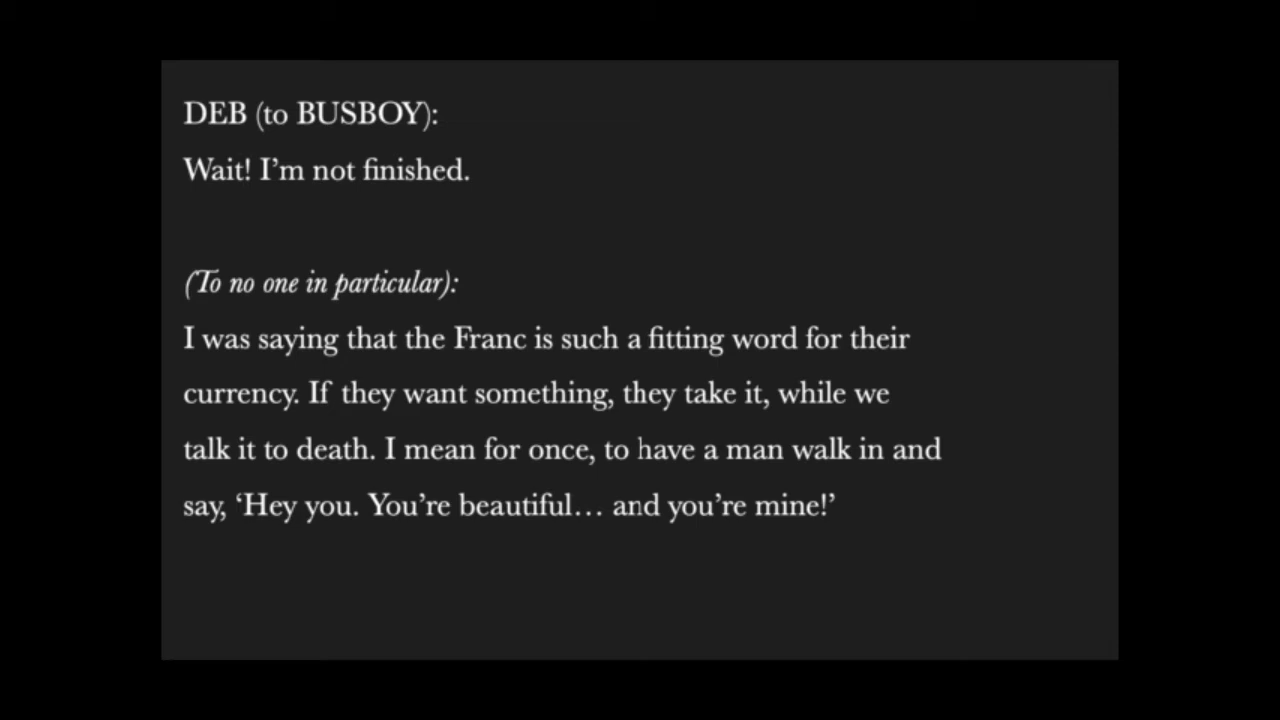 DEB (to BUSBOY):
Wait! I’m not finished.
(To no one in particular):
I was saying that the Franc is such a fitting word for their
currency. If they want something, they take it, while we
talk it to death. I mean for once, to have a man walk in and
say, ‘Hey you. You’re beautiful… and you’re mine!’